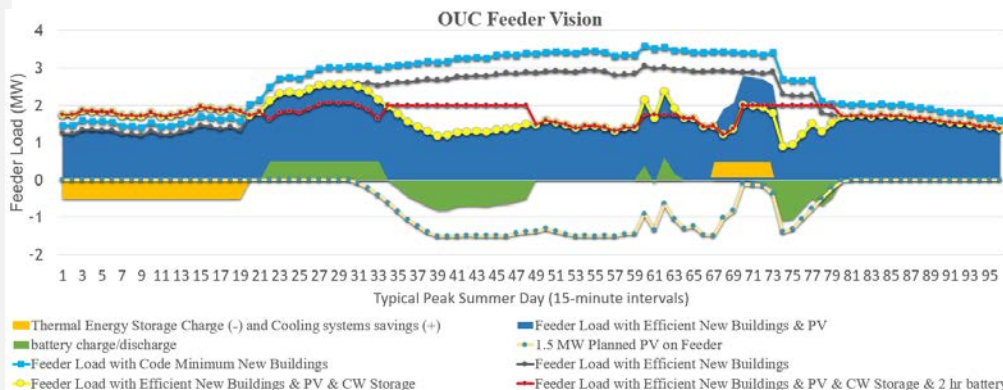 OUC Feeder Vision
4
3
2
1
0
-1
-2
Feeder Load (MW)
1 3 5 7 9 11 13 15 17 19 21 23 25 27 29 31 33 35 37 39 41 43 45 47 49 51 53 55 57 59 61 63 65 67 69 71 73 75 77 79 81 83 85 87 89 91 93 95
Typical Peak Summer Day (15-minute intervals)
Thermal Energy Storage Charge (-) and Cooling systems savings (+)
Feeder Load with Efficient New Buildings & PV
battery charge/discharge
1.5 MW Planned PV on Feeder
Feeder Load with Code Minimum New Buildings
Feeder Load with Efficient New Buildings
Feeder Load with Efficient New Buildings & PV & CW Storage
Feeder Load with Efficient New Buildings & PV & CW Storage & 2 hr battery